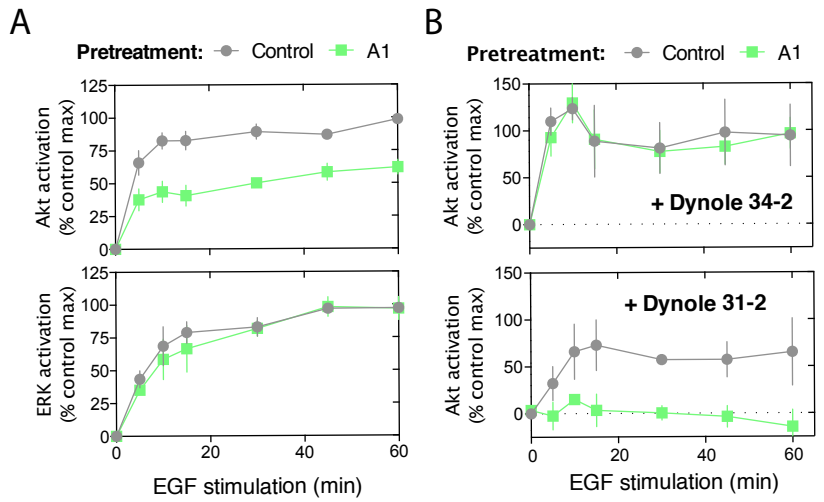 A
Pretreatment: Control A1
Akt activation
(% control max)
125
100
75
50
25
0
ERK activation
(% control max)
125
100
75
50
25
0
0 20 40 60
EGF stimulation (min)
B
Pretreatment: Control A1
Akt activation
(% control max)
150
100
50
0
+ Dynole 34-2
Akt activation
(% control max)
150
100
50
0
+ Dynole 31-2
0 20 40 60
EGF stimulation (min)